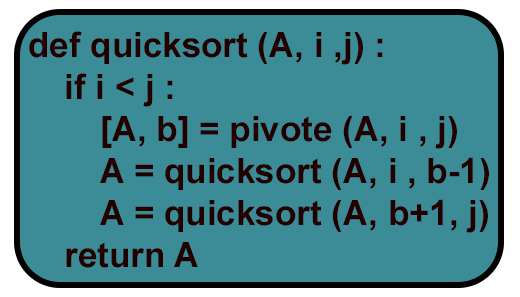 def quicksort (A, i ,j) :
if i < j :
[A, b] = pivote (A, i , j)
A = quicksort (A, i , b-1)
A = quicksort (A, b+1, j)
return A